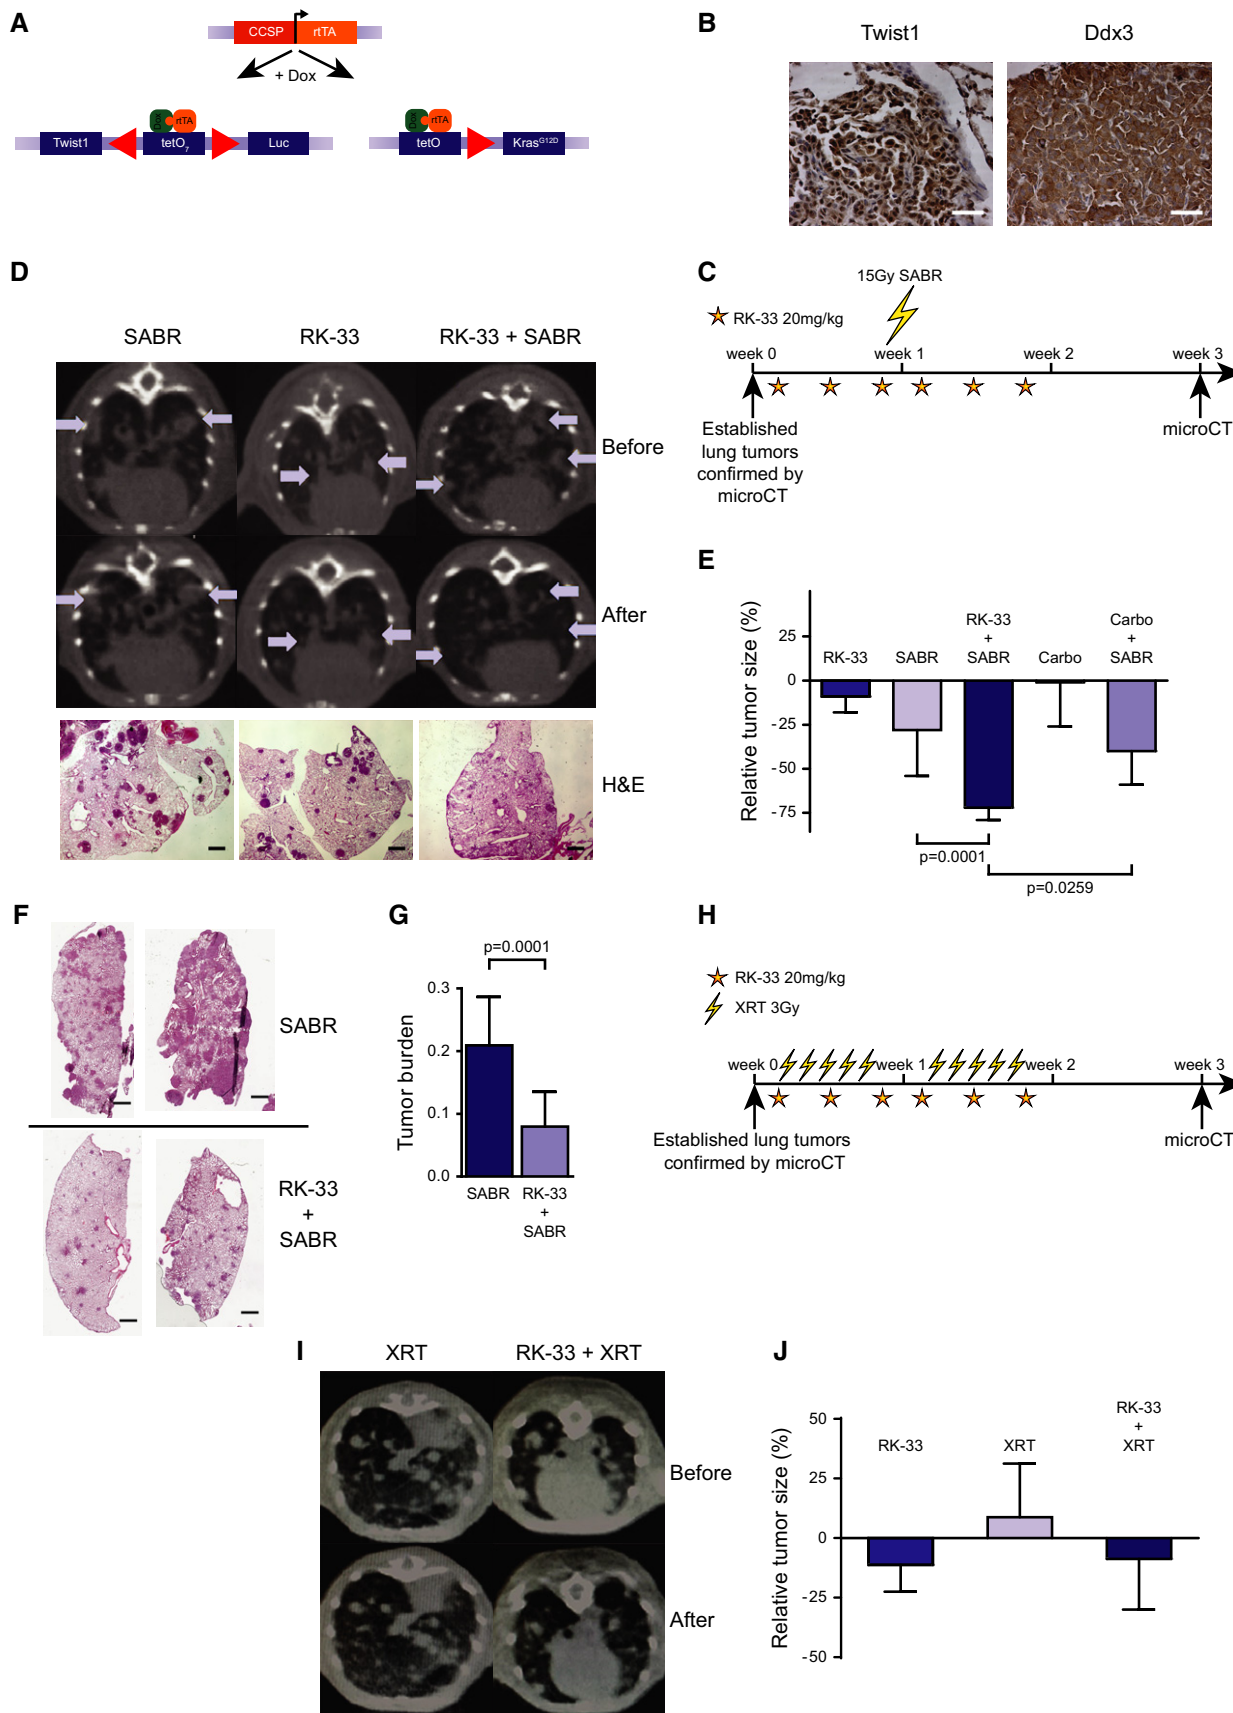 A
CCSP
rtTA
+ Dox
Dox
rtTA
Twist1
tetO7
Luc
Dox
rtTA
tetO
KrasG12D
B
Twist1
Ddx3
C
15Gy SABR
RK-33 20mg/kg
week 0
week 1
week 2
week 3
Established
lung tumors
confirmed by
microCT
microCT
D
SABR
RK-33
RK-33 + SABR
Before
After
H&E
E
Relative tumor size (%)
25
0
-25
-50
-75
RK-33
SABR
RK-33
+
SABR
Carbo
Carbo
+
SABR
p=0.0001
p=0.0259
F
SABR
RK-33
+
SABR
G
p=0.0001
Tumor burden
0.3
0.2
0.1
0.0
SABR
RK-33
+
SABR
H
RK-33 20mg/kg
XRT 3Gy
week 0
week 1
week 2
week 3
Established lung tumors
confirmed by microCT
microCT
I
XRT
RK-33 + XRT
Before
After
J
Relative tumor size (%)
50
25
0
-25
-50
RK-33
XRT
RK-33
+
XRT